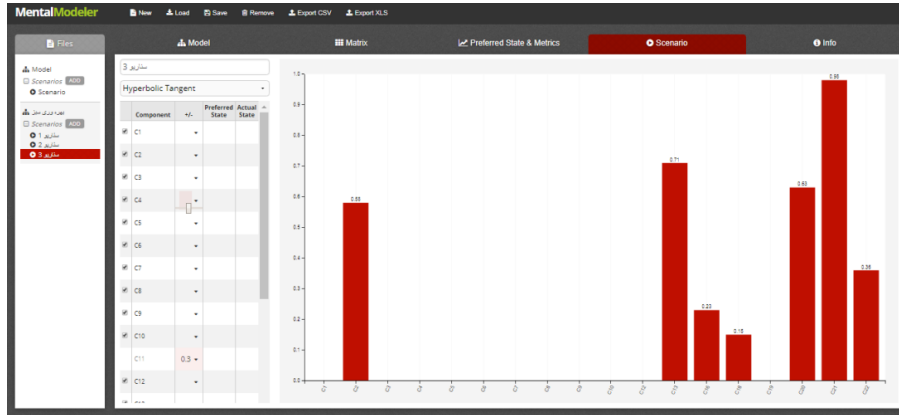 MentalModeler New Load Save Remove Export CSV Export XLS
Files Model Matrix Preferred State & Metrics Scenario Info
Model
Scenarios ADD
Scenario
Scenarios ADD
سناریو 1
سناریو 2
سناریو 3
سناریو 3
Hyperbolic Tangent
Component +/- Preferred State Actual State
C1
C2
C3
C4
C5
C6
C7
C8
C9
C10
C11 0.3
C12
1.0
0.9
0.8
0.7
0.6
0.5
0.4
0.3
0.2
0.1
0.0
0.58
0.71
0.23
0.15
0.63
0.98
0.36